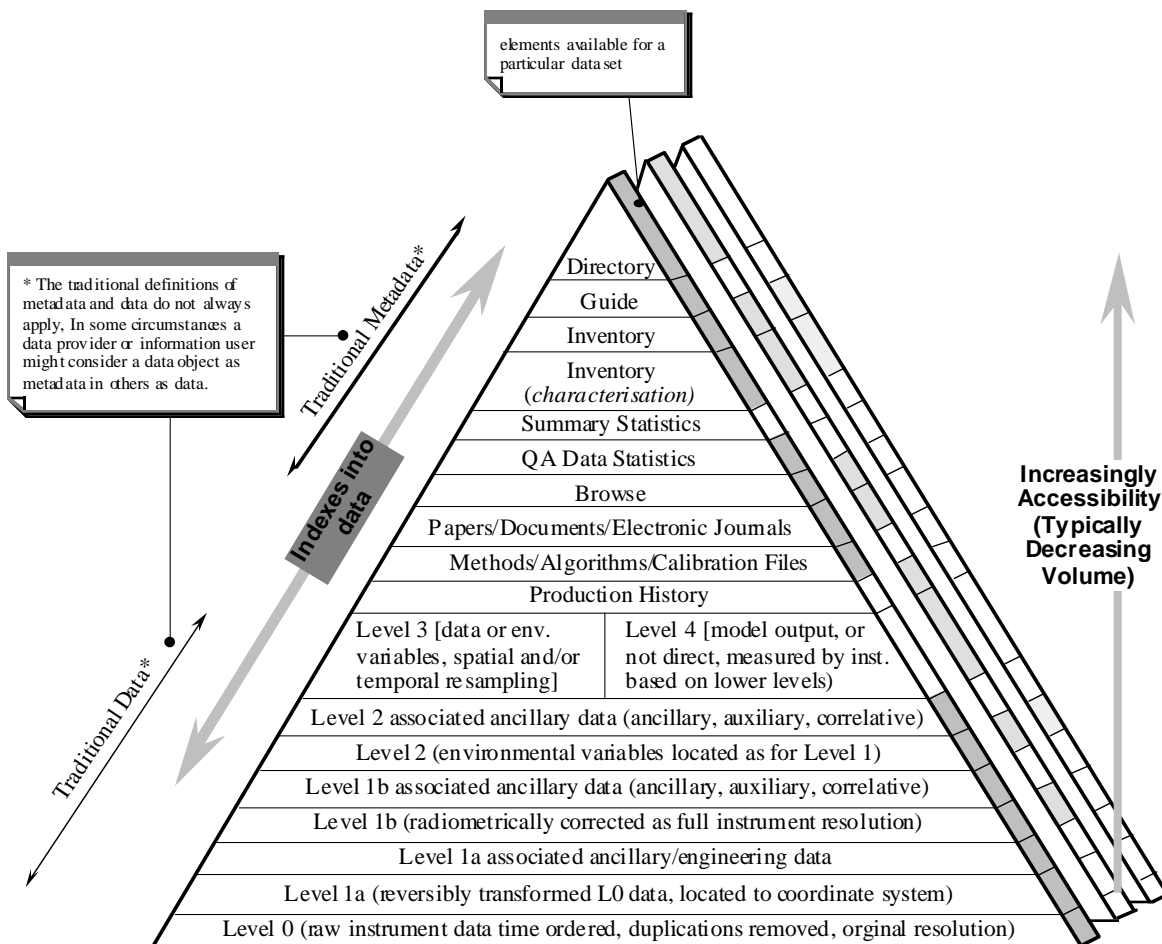 elements available for a
particular dataset
* The traditional definitions of
metadata and data do not always
apply, In some circumstances a
data provider or information user
might consider a data object as
metadata in others as data.
Traditional Metadata*
Indexes into
data
Traditional Data*
Directory
Guide
Inventory
Inventory
(characterisation)
Summary Statistics
QA Data Statistics
Browse
Papers/Documents/Electronic Journals
Methods/Algorithms/Calibration Files
Production History
Level 3 [data or env.
variables, spatial and/or
temporal resampling]
Level 4 [model output, or
not direct, measured by inst.
based on lower levels)
Level 2 associated ancillary data (ancillary, auxiliary, correlative)
Level 2 (environmental variables located as for Level 1)
Level 1b associated ancillary data (ancillary, auxiliary, correlative)
Level 1b (radiometrically corrected as full instrument resolution)
Level 1a associated ancillary/engineering data
Level 1a (reversibly transformed L0 data, located to coordinate system)
Level 0 (raw instrument data time ordered, duplications removed, orginal resolution)
Increasingly
Accessibility
(Typically
Decreasing
Volume)